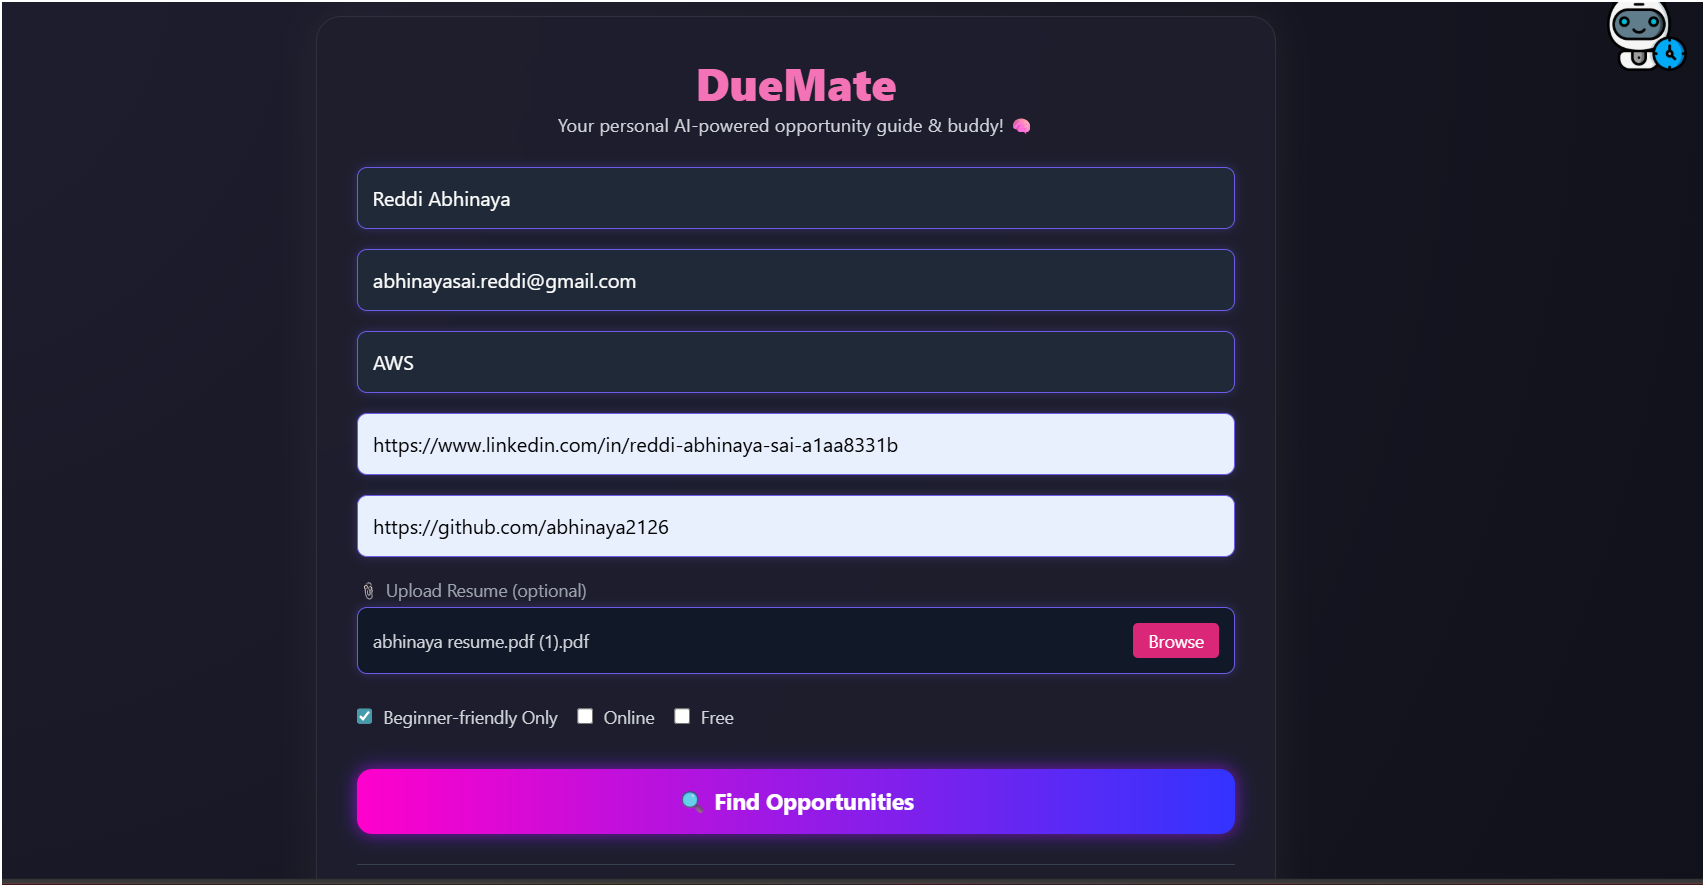 DueMate
Your personal AI-powered opportunity guide & buddy! 🧠
Reddi Abhinaya
abhinayasai.reddi@gmail.com
AWS
https://www.linkedin.com/in/reddi-abhinaya-sai-a1aa8331b
https://github.com/abhinaya2126
📎 Upload Resume (optional)
abhinaya resume.pdf (1).pdf Browse
Beginner-friendly Only Online Free
🔍 Find Opportunities